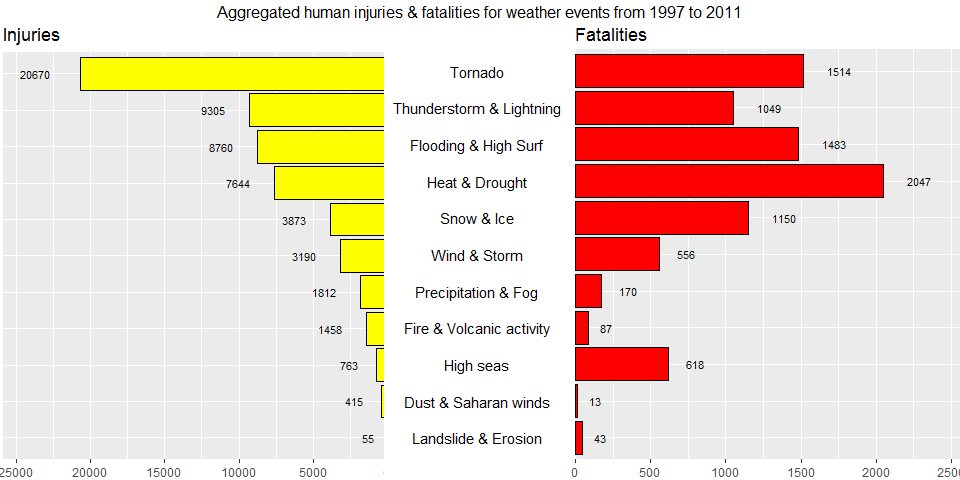 Aggregated human injuries & fatalities for weather events from 1997 to 2011
Injuries
Fatalities
20670 Tornado 1514
9305 Thunderstorm & Lightning 1049
8760 Flooding & High Surf 1483
7644 Heat & Drought 2047
3873 Snow & Ice 1150
3190 Wind & Storm 556
1812 Precipitation & Fog 170
1458 Fire & Volcanic activity 87
763 High seas 618
415 Dust & Saharan winds 13
55 Landslide & Erosion 43
25000 20000 15000 10000 5000
0 500 1000 1500 2000